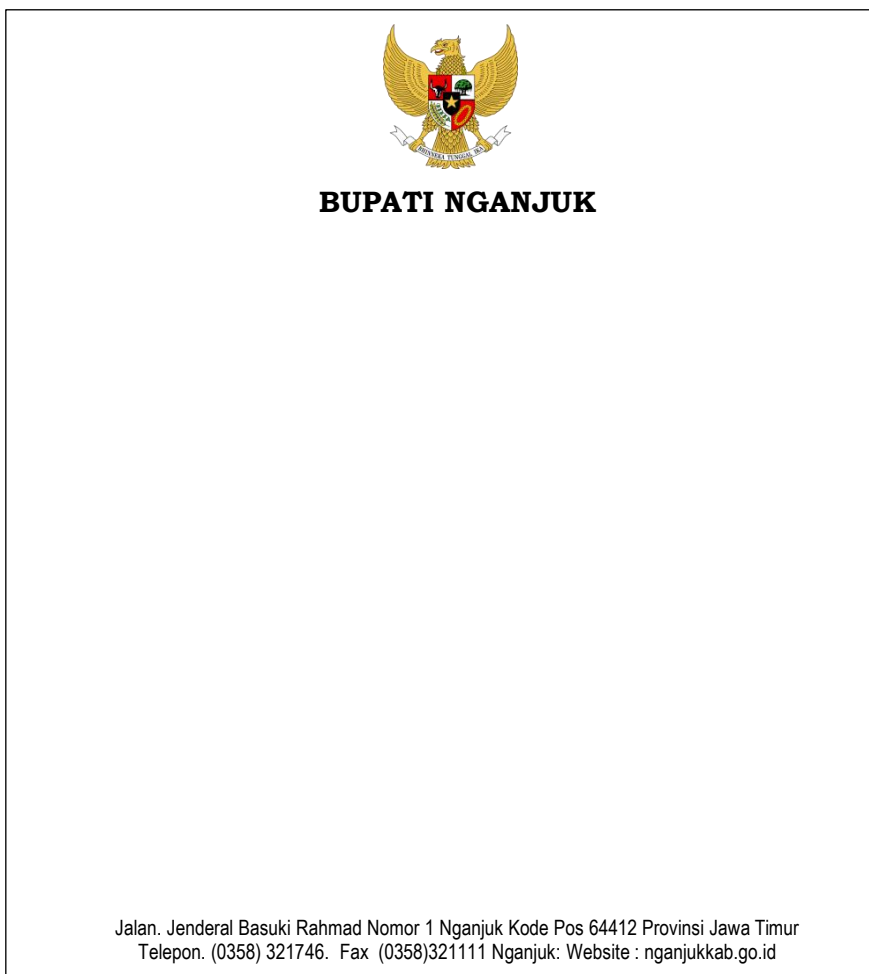 BHINNEKA TUNGGAL IKA
BUPATI NGANJUK
Jalan. Jenderal Basuki Rahmad Nomor 1 Nganjuk Kode Pos 64412 Provinsi Jawa Timur
Telepon. (0358) 321746. Fax (0358)321111 Nganjuk: Website : nganjukkab.go.id